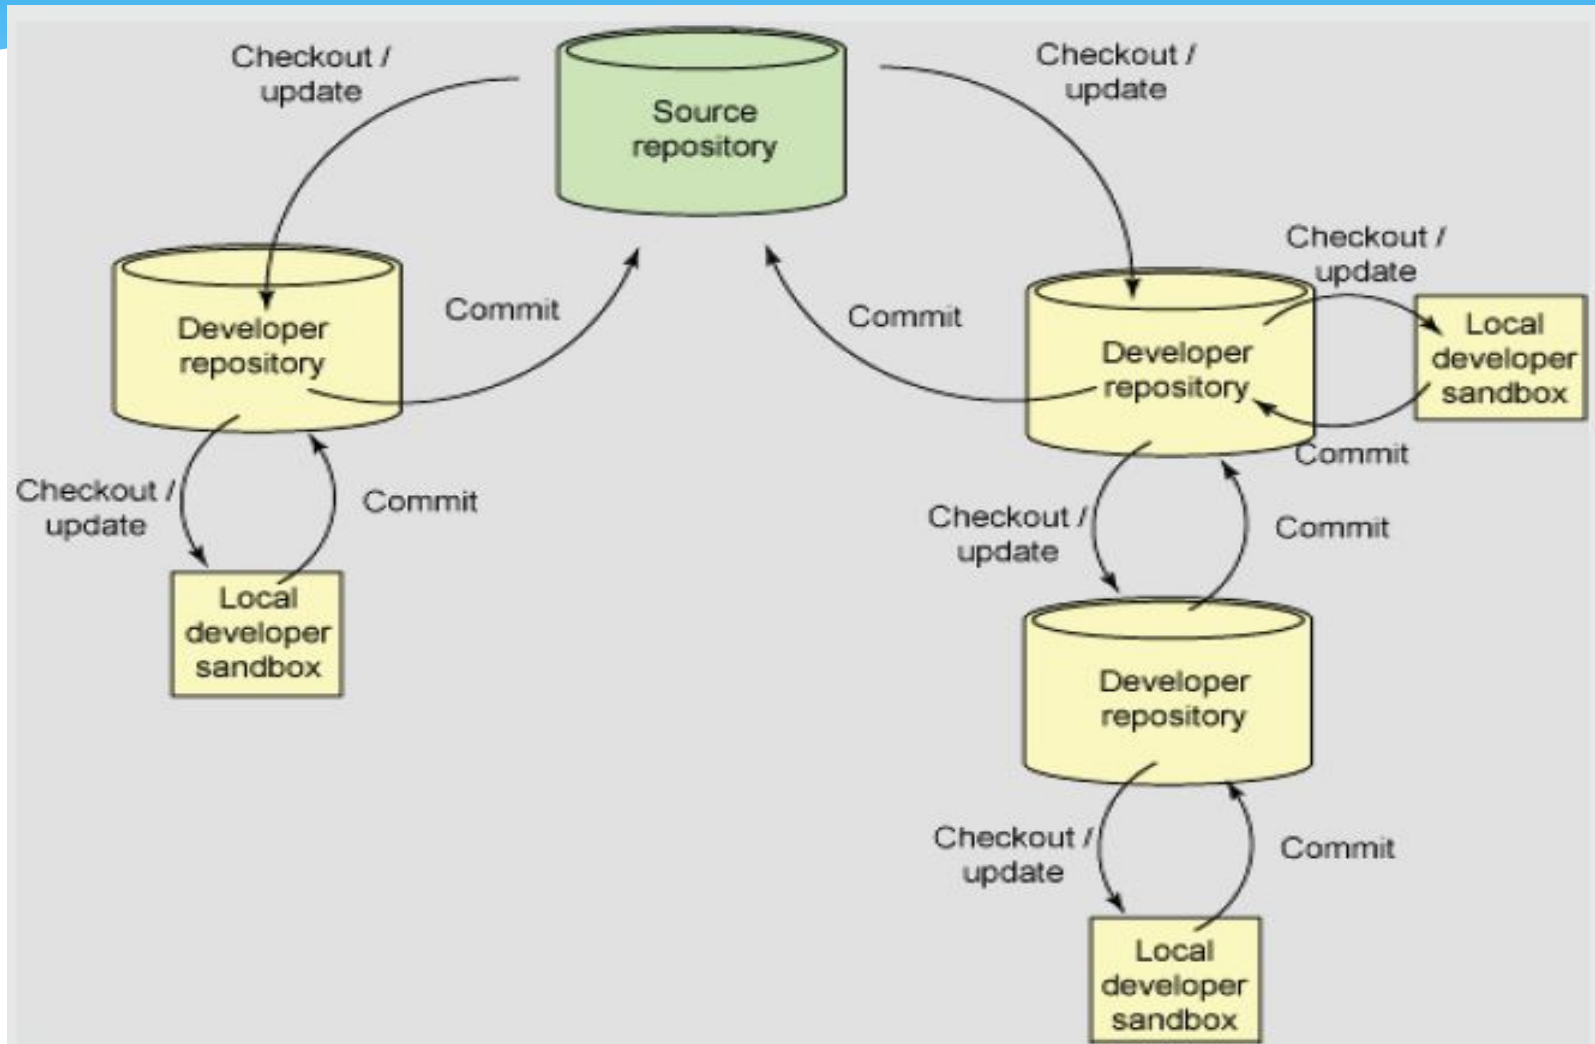 Checkout /
update
Source
repository
Checkout /
update
Developer
repository
Commit
Commit
Developer
repository
Checkout /
update
Local
developer
sandbox
Commit
Checkout /
update
Commit
Local
developer
sandbox
Checkout /
update
Commit
Developer
repository
Checkout /
update
Commit
Local
developer
sandbox